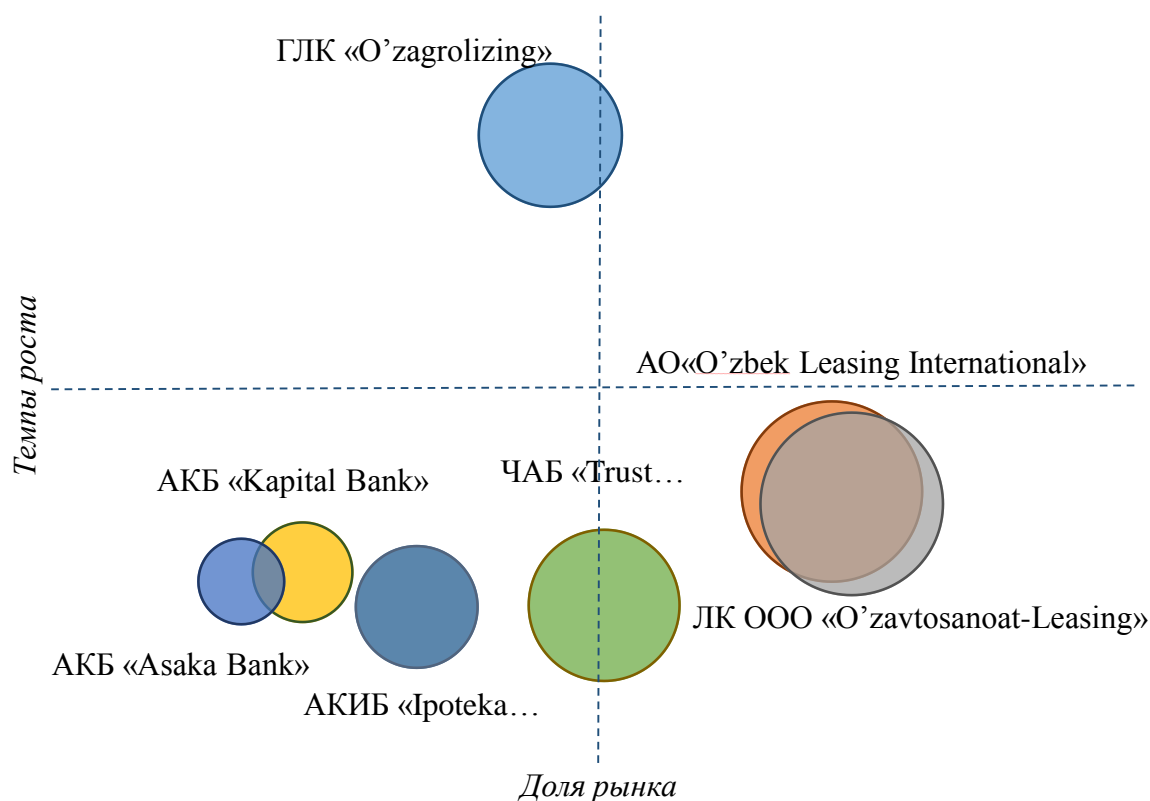 ГЛК «O’zagrolizing»
Темпы роста
АО«O’zbek Leasing International»
АКБ «Kapital Bank»
ЧАБ «Trust…
ЛК ООО «O’zavtosanoat-Leasing»
АКБ «Asaka Bank»
АКИБ «Ipoteka…
Доля рынка